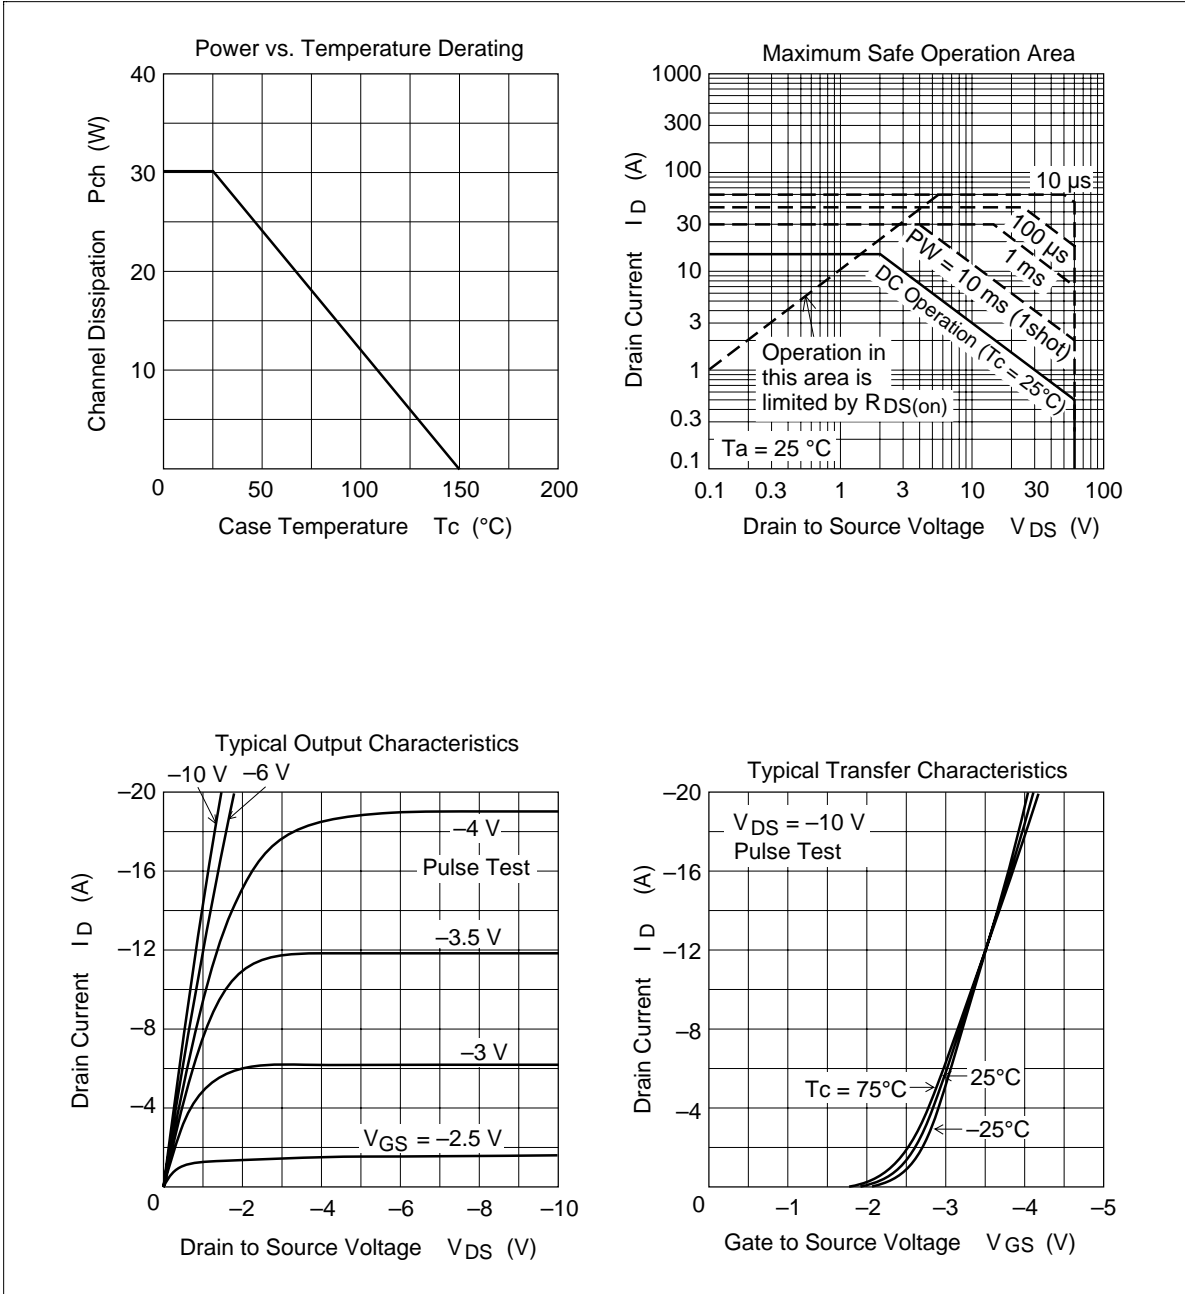 Power vs. Temperature Derating
40
30
20
10
0
50
100
150
200
Channel Dissipation Pch (W)
Case Temperature Tc (°C)
Maximum Safe Operation Area
1000
300
100
30
10
3
1
0.3
0.1
0.1
0.3
1
3
10
30
100
Drain Current I D (A)
Drain to Source Voltage V DS (V)
10 µs
100 µs
1 ms
PW = 10 ms (1shot)
DC Operation (Tc = 25°C)
Operation in
this area is
limited by R DS(on)
Ta = 25 °C
Typical Output Characteristics
–10 V
–6 V
–20
–16
–12
–8
–4
0
–2
–4
–6
–8
–10
–4 V
Pulse Test
–3.5 V
–3 V
VGS = –2.5 V
Drain Current I D (A)
Drain to Source Voltage V DS (V)
Typical Transfer Characteristics
V DS = –10 V
Pulse Test
–20
–16
–12
–8
–4
0
–1
–2
–3
–4
–5
Tc = 75°C
25°C
–25°C
Drain Current I D (A)
Gate to Source Voltage V GS (V)